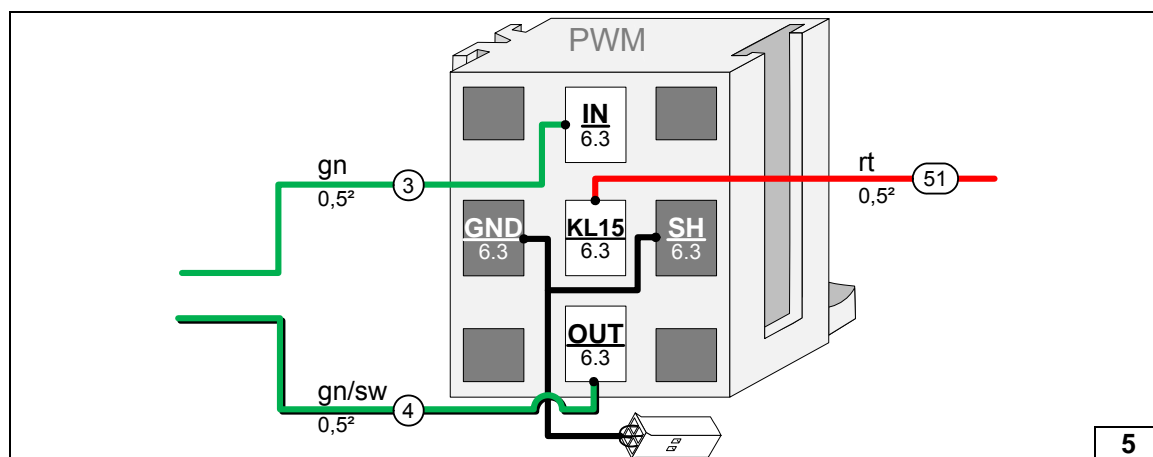 PWM
IN
6.3
gn
3
0,5²
rt
51
0,5²
GND
6.3
KL15
6.3
SH
6.3
OUT
6.3
gn/sw
4
0,5²
5